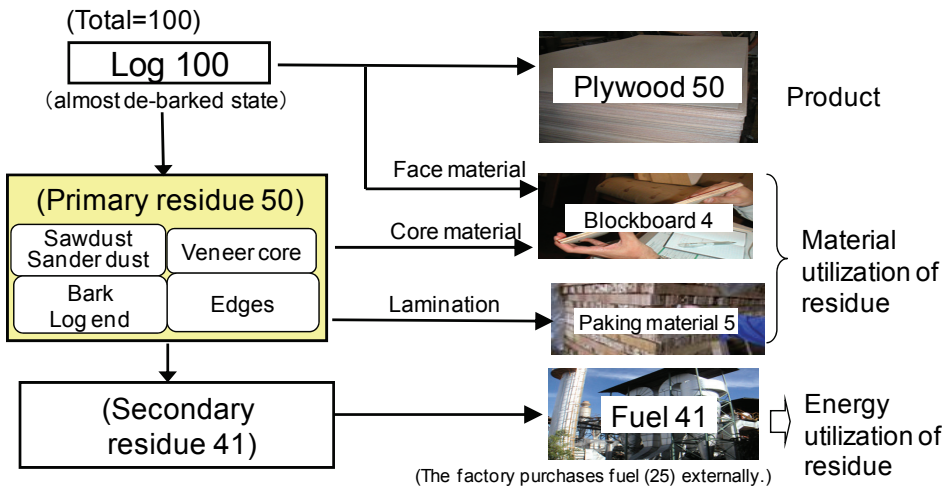 (Total=100)
Log 100
(almost de-barked state)
Plywood 50
Product
Face material
(Primary residue 50)
Sawdust
Sander dust
Veneer core
Bark
Log end
Edges
Core material
Blockboard 4
Lamination
Paking material 5
Material
utilization of
residue
(Secondary
residue 41)
Fuel 41
(The factory purchases fuel (25) externally.)
Energy
utilization of
residue